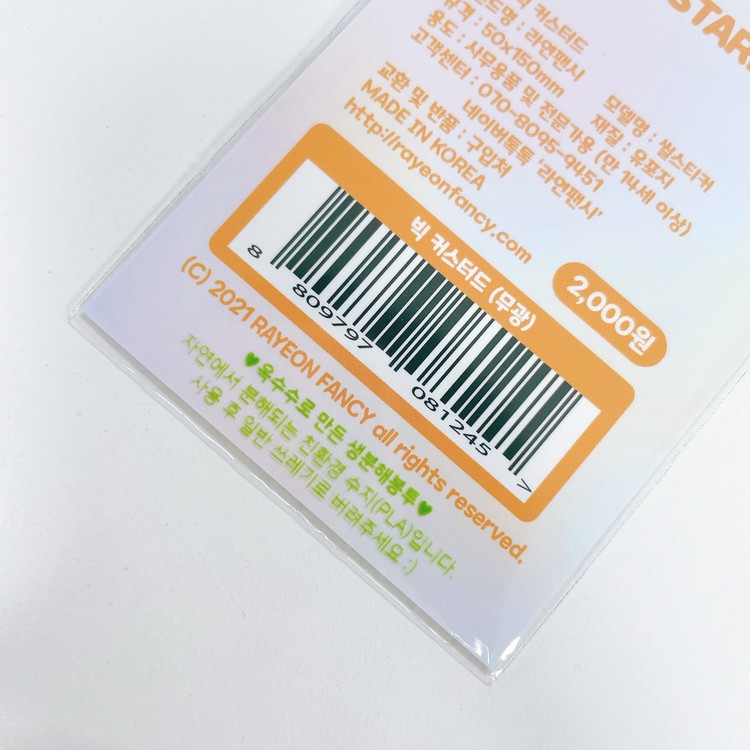 STAR
빅 커스터드
드명 : 라연팬시
모델명 : 씰스티커
규격 : 50x150mm
재질 : 유포지
용도 : 사무용품 및 전문가용 (만 14세 이상)
고객센터 : 070-8095-9451
네이버톡톡 '라연팬시'
교환 및 반품 : 구입처
MADE IN KOREA
http://rayeonfancy.com
2,000원
빅 커스터드 (무광)
8 809797 081245 >
(C) 2021 RAYEON FANCY all rights reserved.
♥옥수수로 만든 생분해봉투♥
자연에서 분해되는 친환경 수지(PLA)입니다.
사용 후 일반 쓰레기로 버려주세요 :)